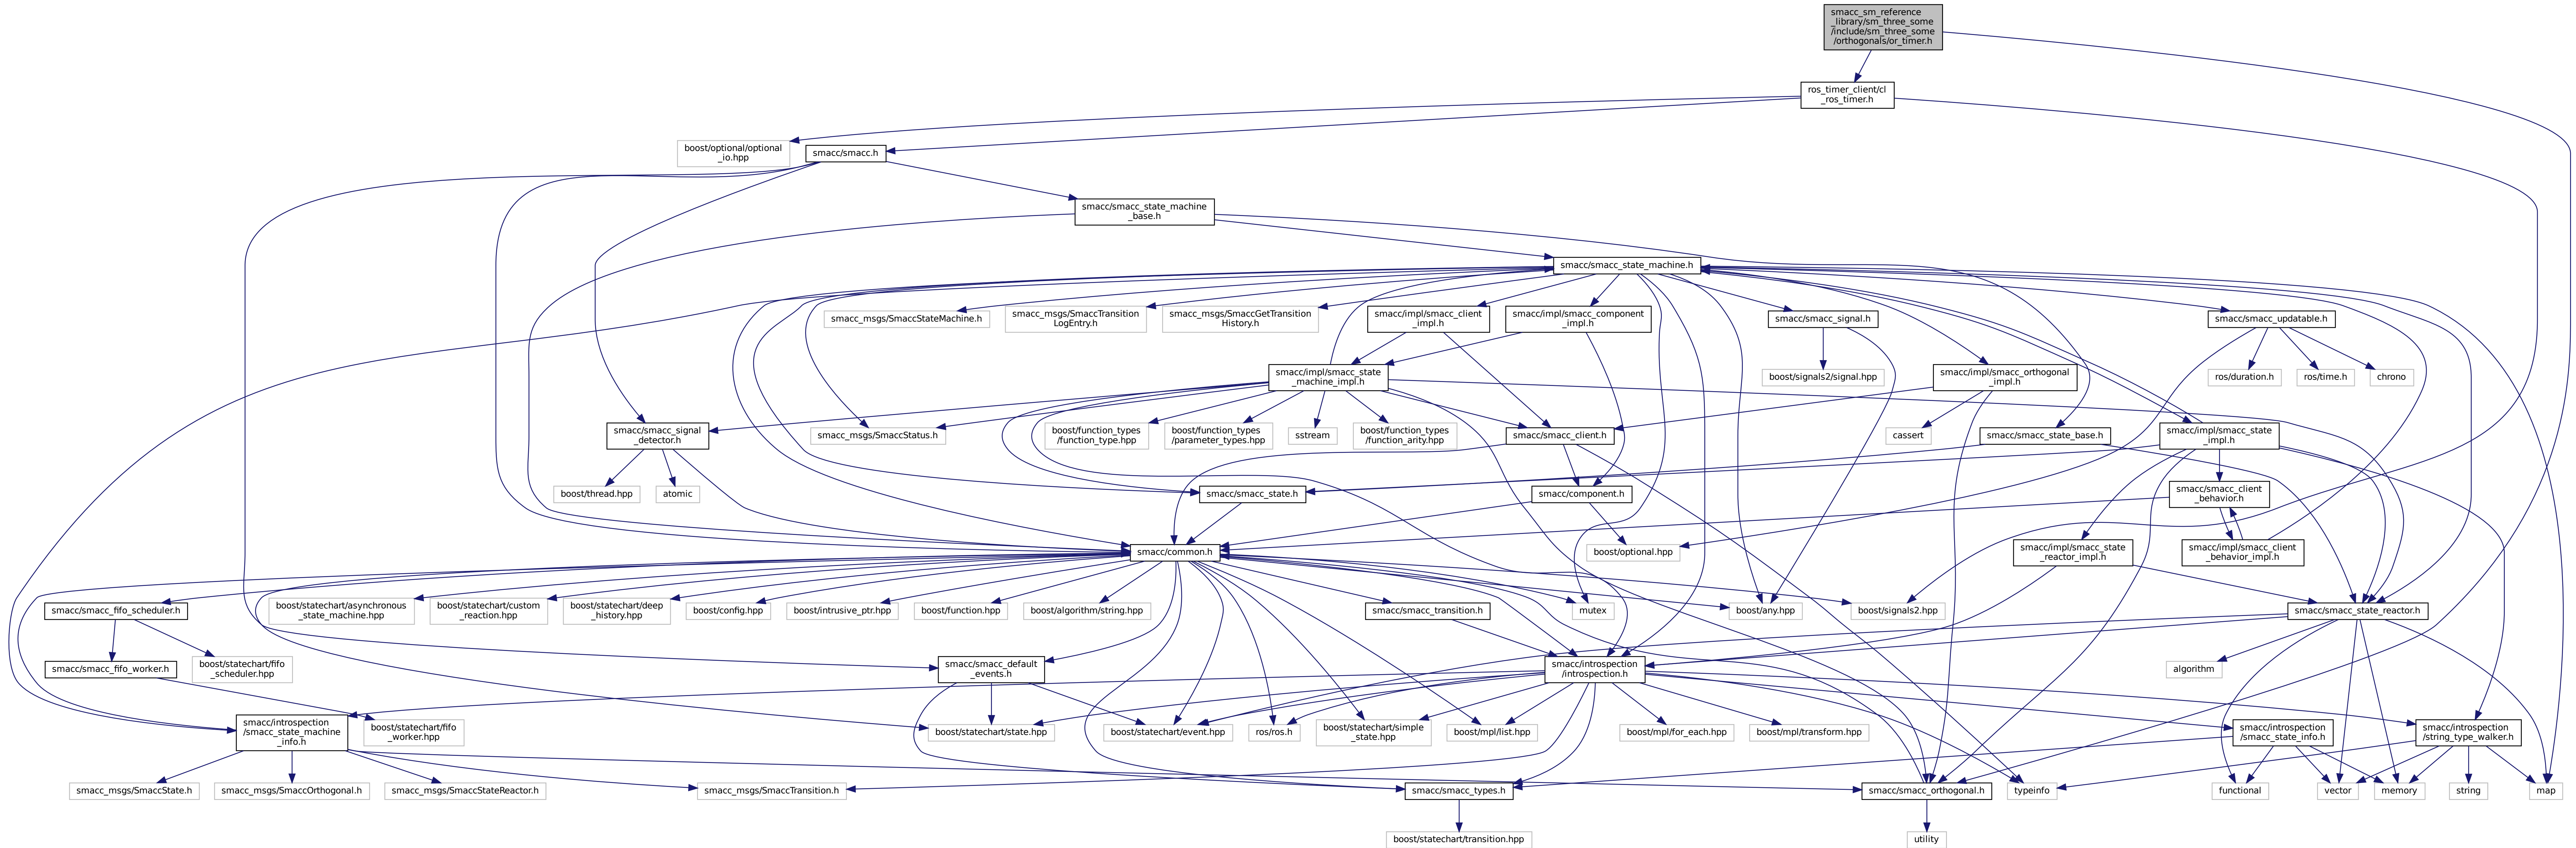 smacc_sm_reference
_library/sm_three_some
/include/sm_three_some
/orthogonals/or_timer.h
ros_timer_client/cl
_ros_timer.h
boost/optional/optional
_io.hpp
smacc/smacc.h
smacc/smacc_state_machine
_base.h
smacc/smacc_state_machine.h
smacc_msgs/SmaccStateMachine.h
smacc_msgs/SmaccTransition
LogEntry.h
smacc_msgs/SmaccGetTransition
History.h
smacc/impl/smacc_client
_impl.h
smacc/impl/smacc_component
_impl.h
smacc/smacc_signal.h
smacc/smacc_updatable.h
smacc/impl/smacc_state
_machine_impl.h
boost/signals2/signal.hpp
smacc/impl/smacc_orthogonal
_impl.h
ros/duration.h
ros/time.h
chrono
smacc/smacc_signal
_detector.h
smacc_msgs/SmaccStatus.h
boost/function_types
/function_type.hpp
boost/function_types
/parameter_types.hpp
sstream
boost/function_types
/function_arity.hpp
smacc/smacc_client.h
cassert
smacc/smacc_state_base.h
smacc/impl/smacc_state
_impl.h
boost/thread.hpp
atomic
smacc/smacc_state.h
smacc/component.h
smacc/smacc_client
_behavior.h
smacc/common.h
boost/optional.hpp
smacc/impl/smacc_state
_reactor_impl.h
smacc/impl/smacc_client
_behavior_impl.h
smacc/smacc_fifo_scheduler.h
boost/statechart/asynchronous
_state_machine.hpp
boost/statechart/custom
_reaction.hpp
boost/statechart/deep
_history.hpp
boost/config.hpp
boost/intrusive_ptr.hpp
boost/function.hpp
boost/algorithm/string.hpp
smacc/smacc_transition.h
mutex
boost/any.hpp
boost/signals2.hpp
smacc/smacc_state_reactor.h
smacc/smacc_fifo_worker.h
boost/statechart/fifo
_scheduler.hpp
smacc/smacc_default
_events.h
smacc/introspection
/introspection.h
algorithm
smacc/introspection
/smacc_state_machine
_info.h
boost/statechart/fifo
_worker.hpp
boost/statechart/state.hpp
boost/statechart/event.hpp
ros/ros.h
boost/statechart/simple
_state.hpp
boost/mpl/list.hpp
boost/mpl/for_each.hpp
boost/mpl/transform.hpp
smacc/introspection
/smacc_state_info.h
smacc/introspection
/string_type_walker.h
smacc_msgs/SmaccState.h
smacc_msgs/SmaccOrthogonal.h
smacc_msgs/SmaccStateReactor.h
smacc_msgs/SmaccTransition.h
smacc/smacc_types.h
smacc/smacc_orthogonal.h
typeinfo
functional
vector
memory
string
map
boost/statechart/transition.hpp
utility